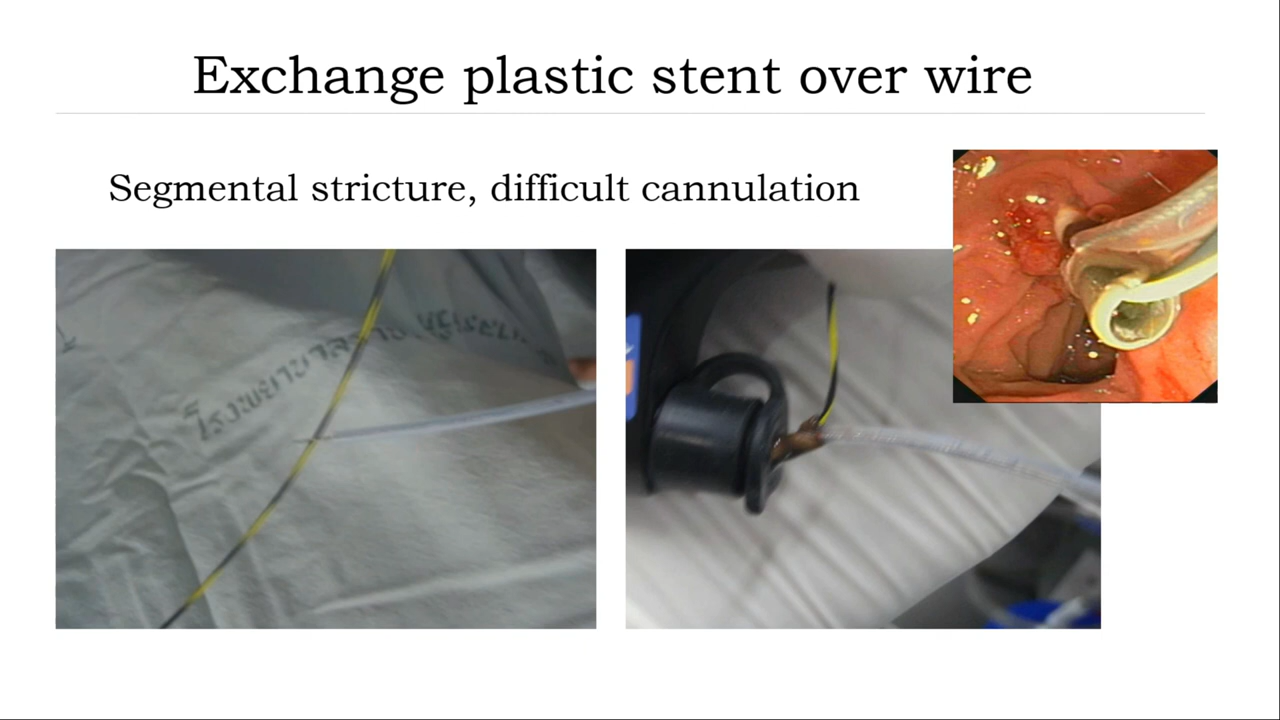 Exchange plastic stent over wire
Segmental stricture, difficult cannulation